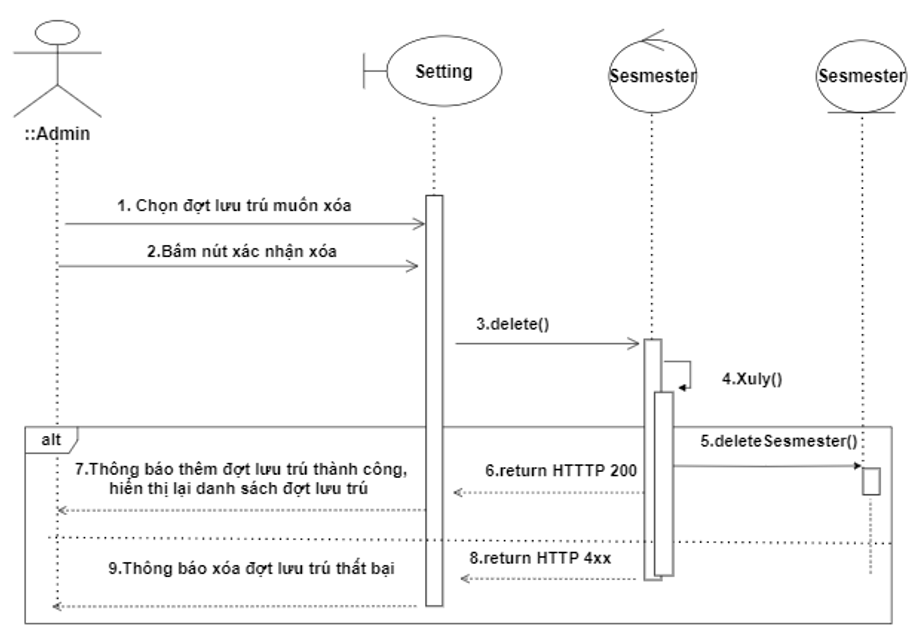 Setting
Sesmester
Sesmester
::Admin
1. Chọn đợt lưu trú muốn xóa
2.Bấm nút xác nhận xóa
3.delete()
4.Xuly()
alt
5.deleteSesmester()
7.Thông báo thêm đợt lưu trú thành công,
hiển thị lại danh sách đợt lưu trú
6.return HTTTP 200
8.return HTTP 4xx
9.Thông báo xóa đợt lưu trú thất bại